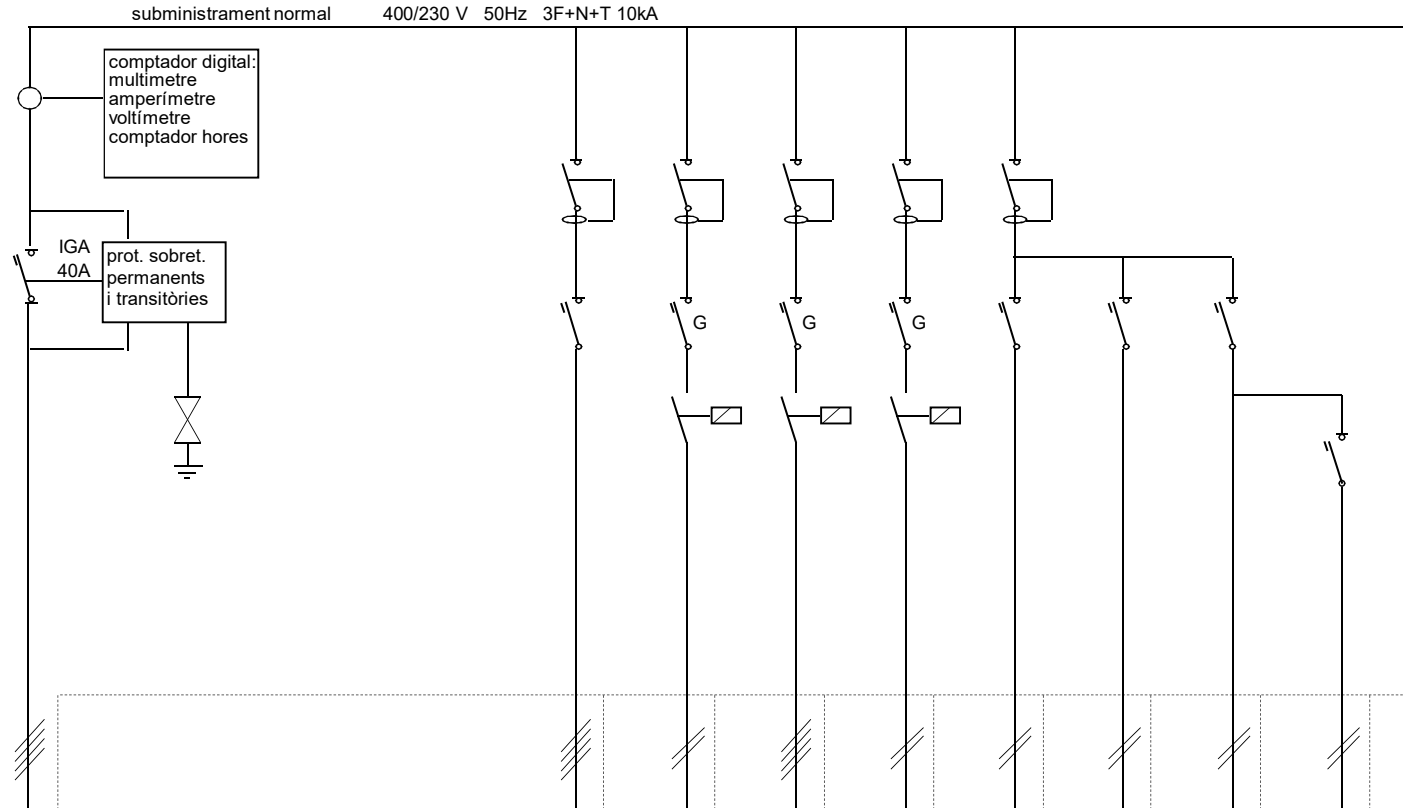 subministrament normal 400/230 V 50Hz 3F+N+T 10kA
comptador digital:
multimetre
amperímetre
voltímetre
comptador hores
IGA
40A
prot. sobret.
permanents
i transitòries
G
G
G